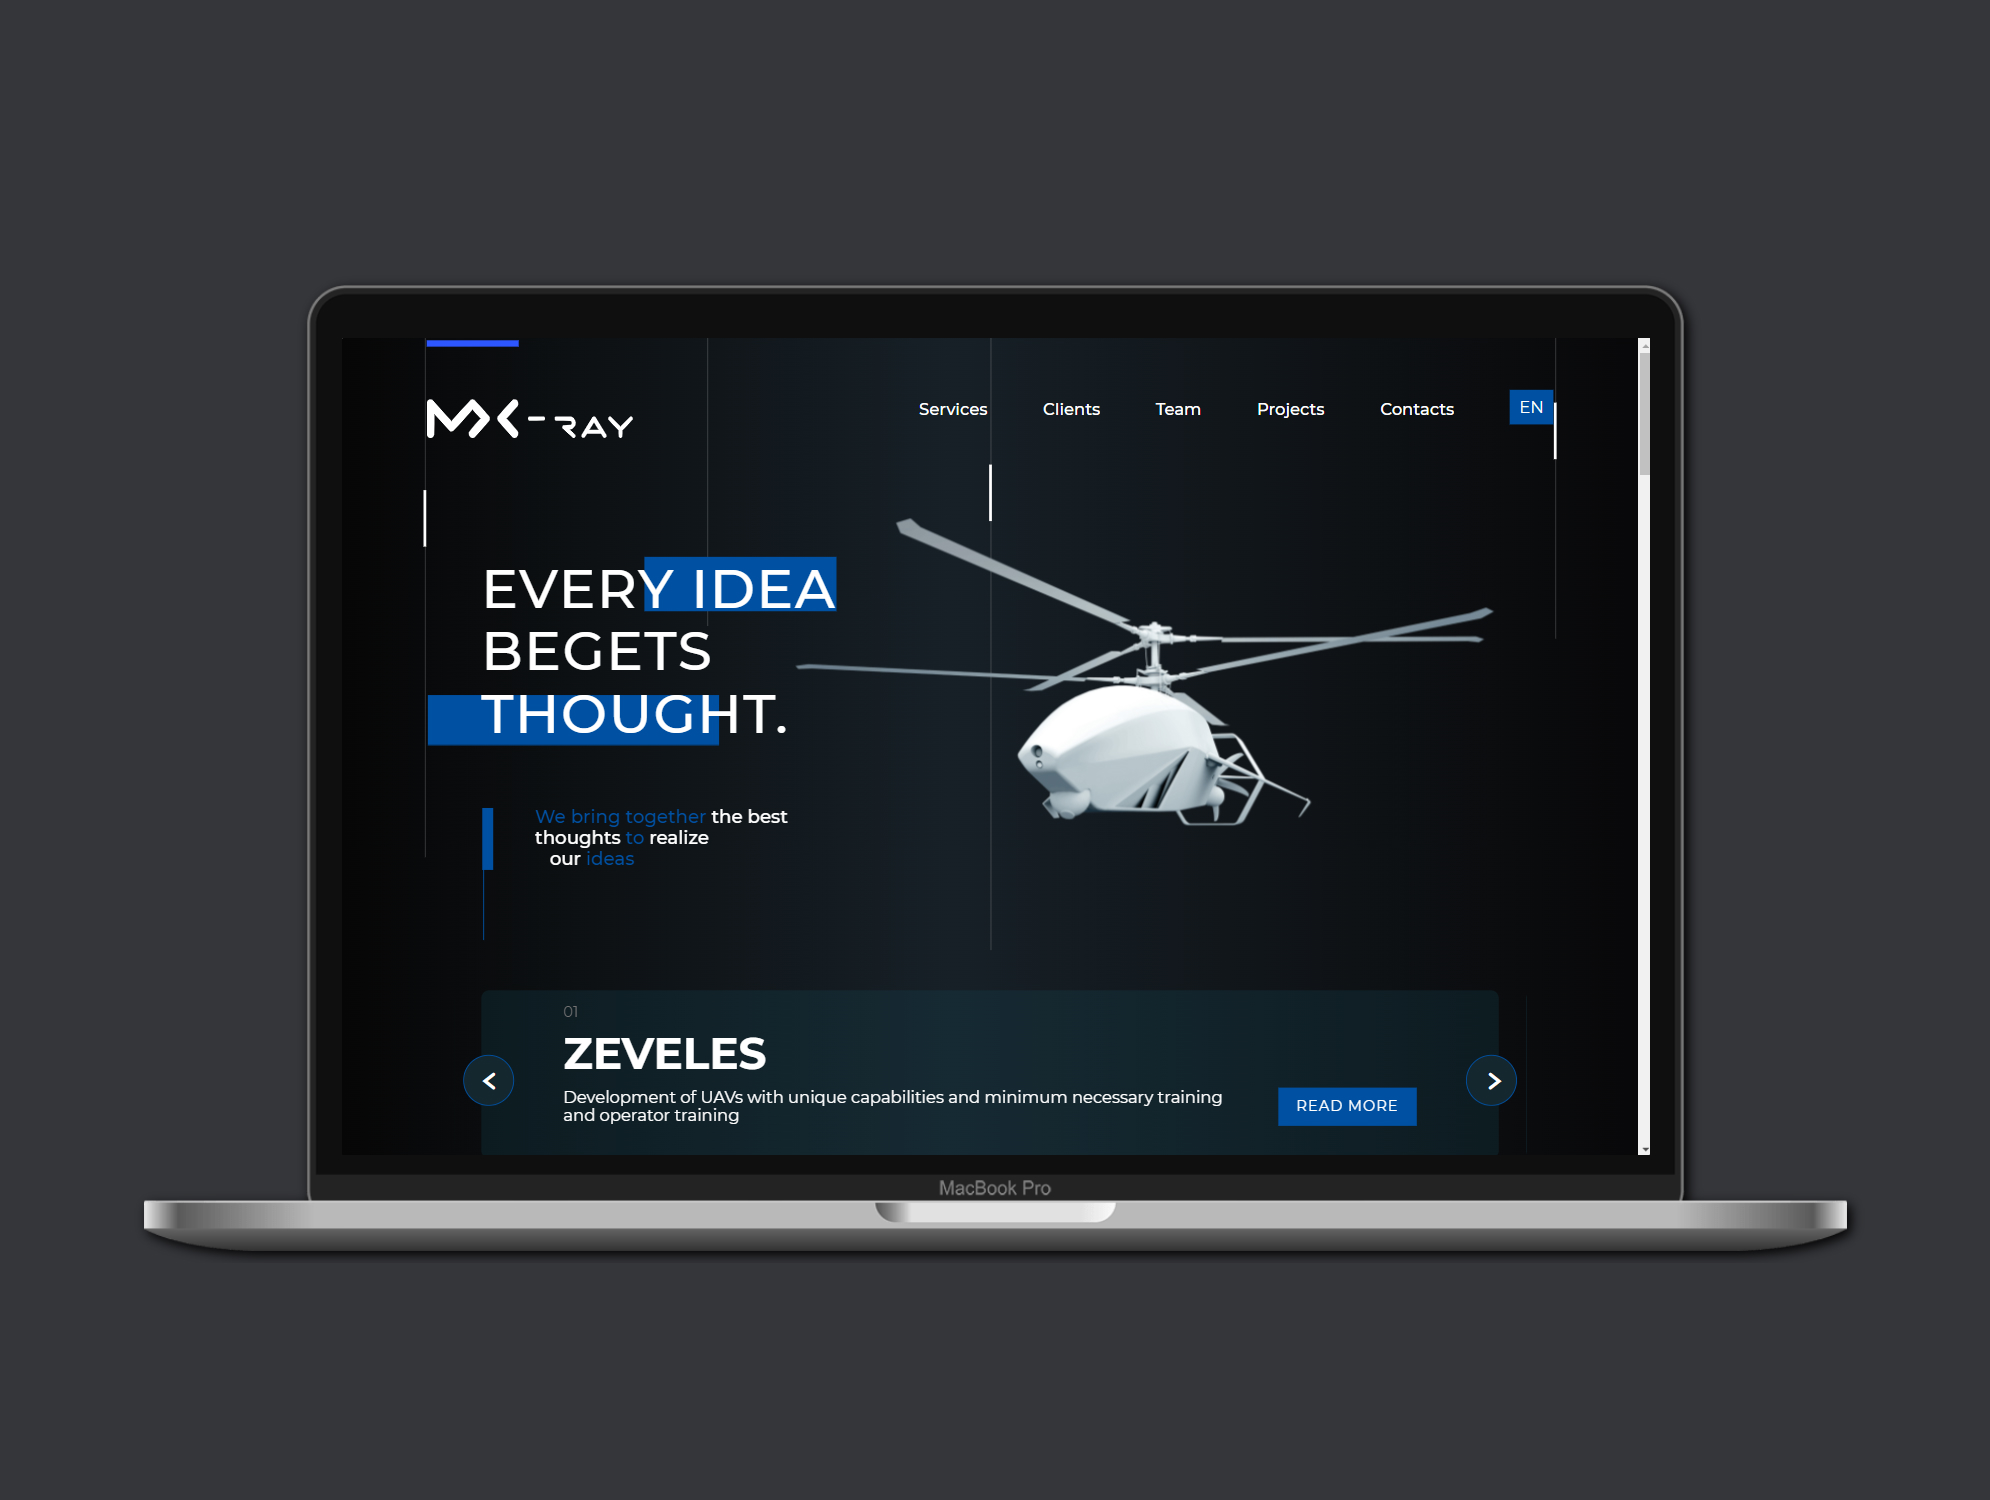 MX-RAY
Services Clients Team Projects Contacts EN
EVERY IDEA
BEGETS
THOUGHT.
We bring together the best
thoughts to realize
our ideas
01
ZEVELES
Development of UAVs with unique capabilities and minimum necessary training
and operator training
READ MORE
MacBook Pro